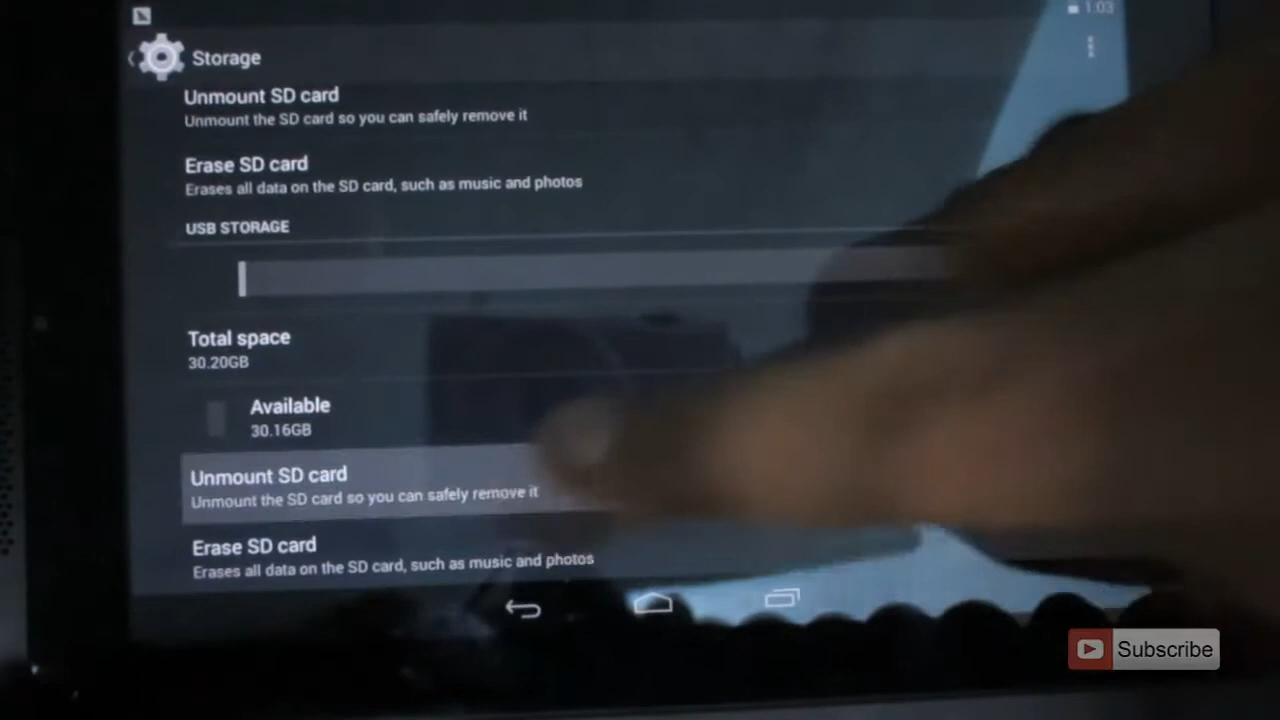 1:03
Storage
Unmount SD card
Unmount the SD card so you can safely remove it
Erase SD card
Erases all data on the SD card, such as music and photos
USB STORAGE
Total space
30.20GB
Available
30.16GB
Unmount SD card
Unmount the SD card so you can safely remove it
Erase SD card
Erases all data on the SD card, such as music and photos
Subscribe